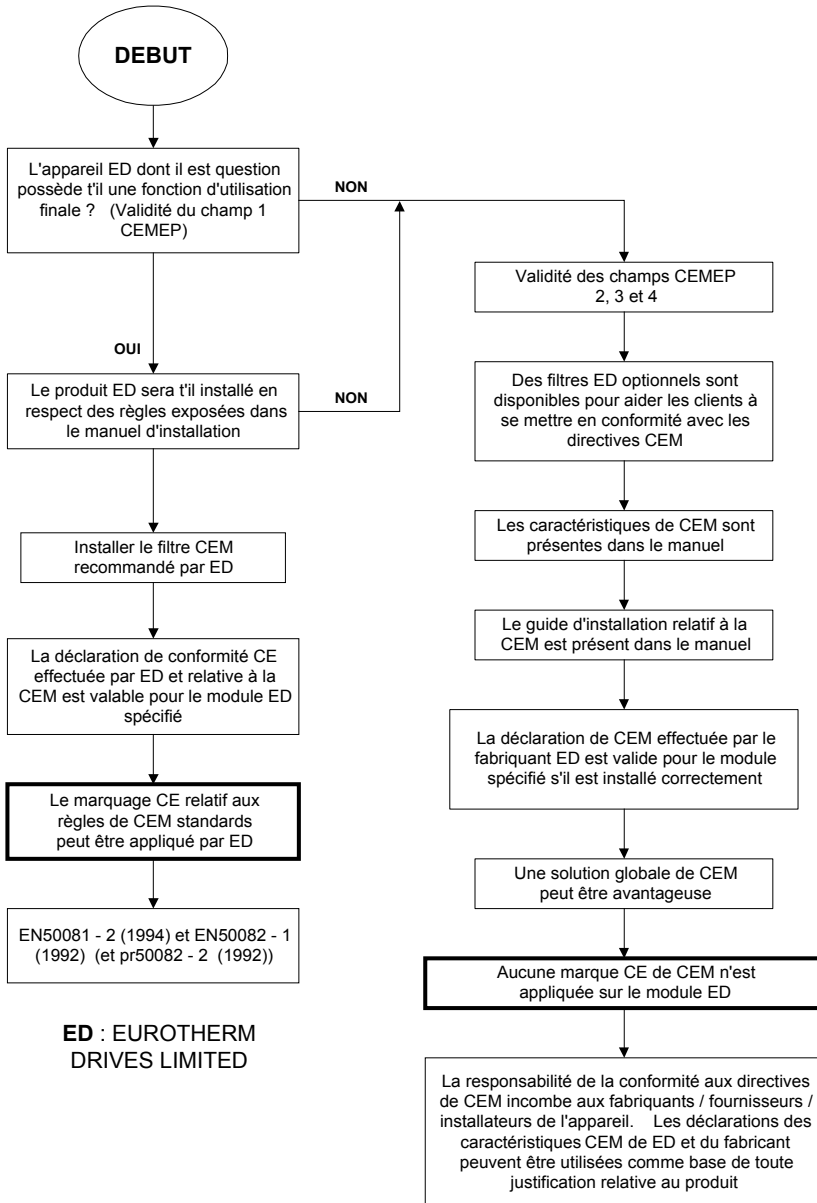 DEBUT
L'appareil ED dont il est question
possède t'il une fonction d'utilisation
finale ? (Validité du champ 1
CEMEP)
NON
OUI
Le produit ED sera t'il installé en
respect des règles exposées dans
le manuel d'installation
NON
Installer le filtre CEM
recommandé par ED
La déclaration de conformité CE
effectuée par ED et relative à la
CEM est valable pour le module ED
spécifié
Le marquage CE relatif aux
règles de CEM standards
peut être appliqué par ED
EN50081 - 2 (1994) et EN50082 - 1
(1992) (et pr50082 - 2 (1992))
ED : EUROTHERM
DRIVES LIMITED
Validité des champs CEMEP
2, 3 et 4
Des filtres ED optionnels sont
disponibles pour aider les clients à
se mettre en conformité avec les
directives CEM
Les caractéristiques de CEM sont
présentes dans le manuel
Le guide d'installation relatif à la
CEM est présent dans le manuel
La déclaration de CEM effectuée par le
fabriquant ED est valide pour le module
spécifié s'il est installé correctement
Une solution globale de CEM
peut être avantageuse
Aucune marque CE de CEM n'est
appliquée sur le module ED
La responsabilité de la conformité aux directives
de CEM incombe aux fabriquants / fournisseurs /
installateurs de l'appareil. Les déclarations des
caractéristiques CEM de ED et du fabricant
peuvent être utilisées comme base de toute
justification relative au produit